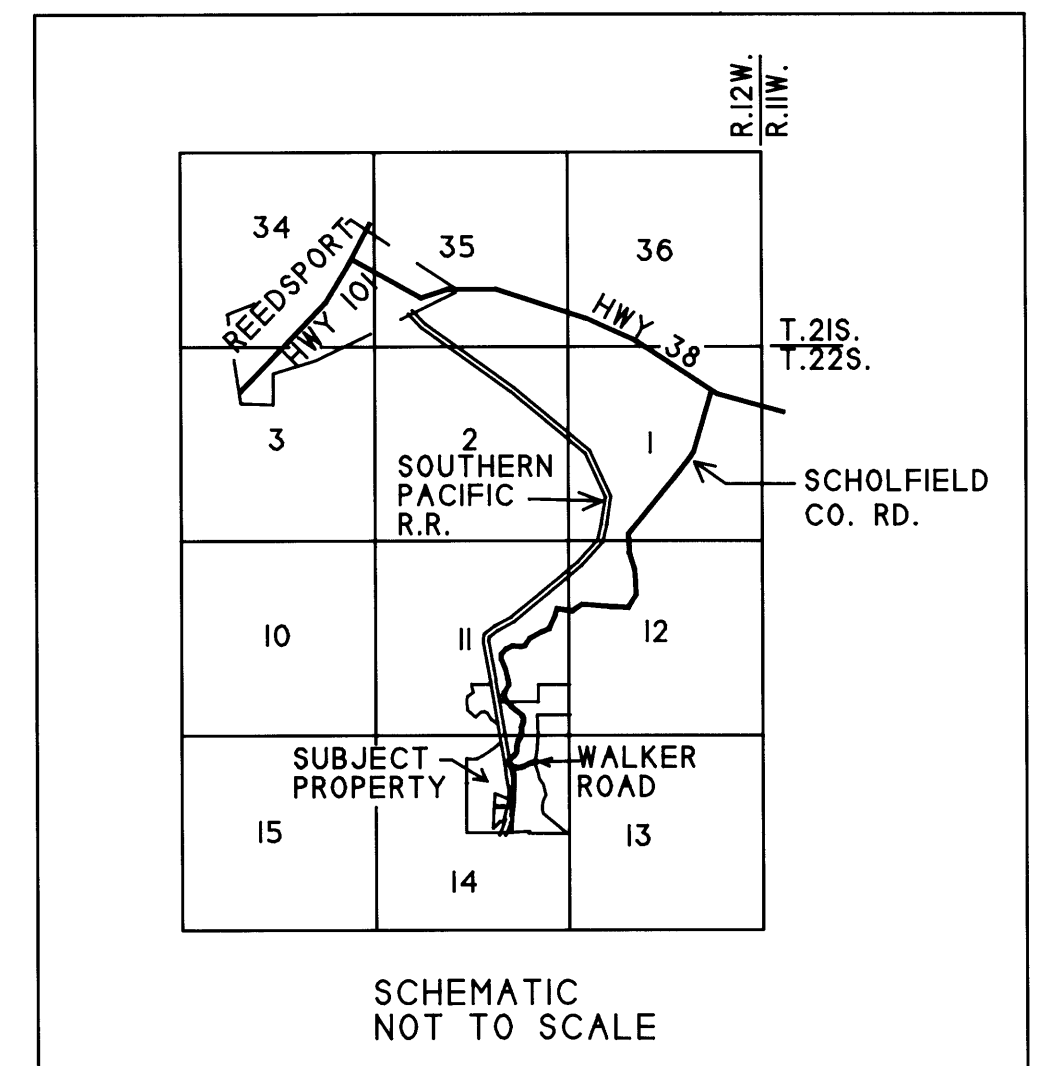 R.12W.
R.11W.
34
35
36
REEDSPORT
HWY 101
HWY 38
T.21S.
T.22S.
3
2
1
SOUTHERN
PACIFIC
R.R.
SCHOLFIELD
CO. RD.
10
11
12
SUBJECT
PROPERTY
WALKER
ROAD
15
14
13
SCHEMATIC
NOT TO SCALE